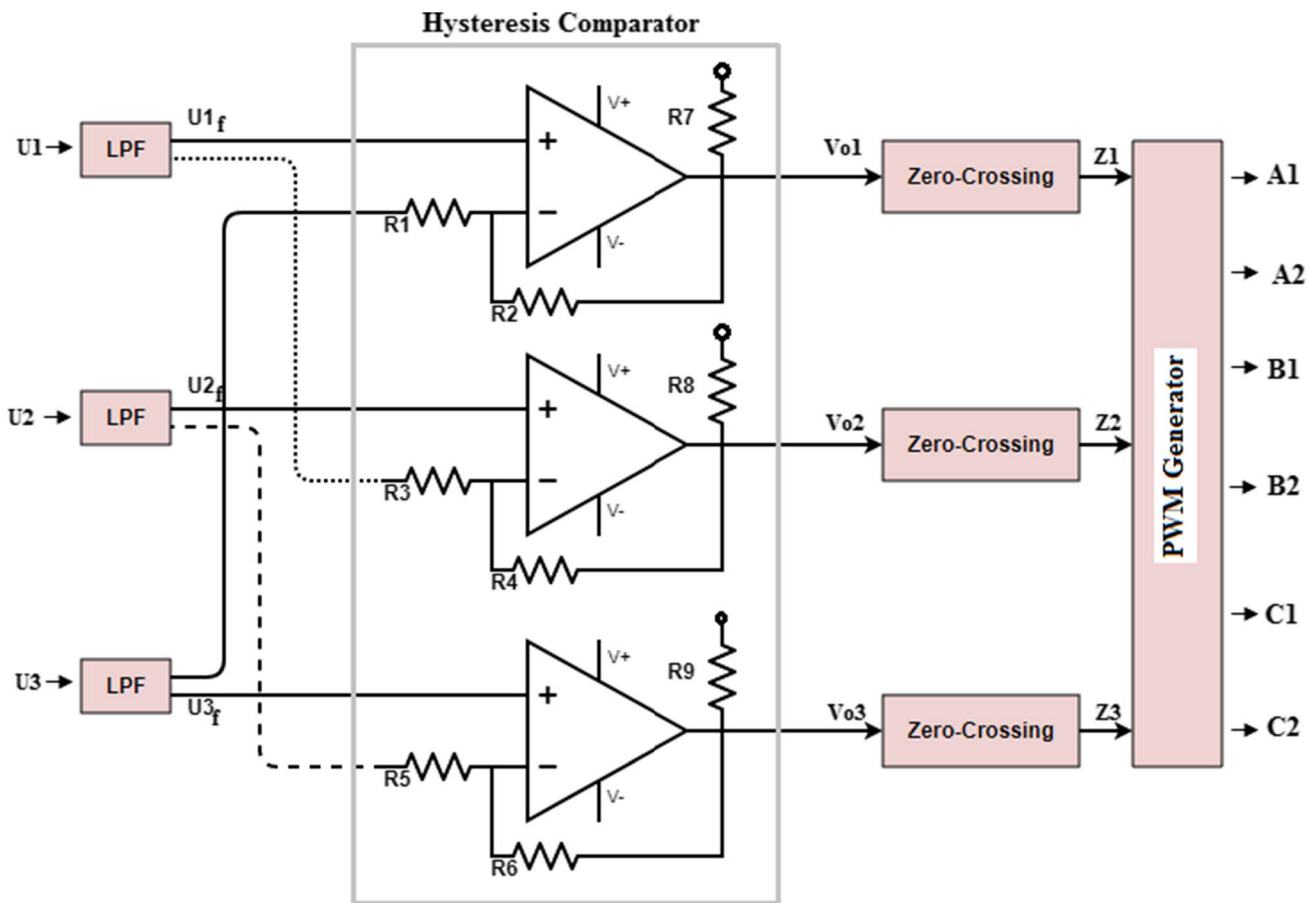 Hysteresis Comparator
U1
LPF
U1f
R1
+
−
V+
V-
R2
R7
Vo1
Zero-Crossing
Z1
U2
LPF
U2f
R3
+
−
V+
V-
R4
R8
Vo2
Zero-Crossing
Z2
U3
LPF
U3f
R5
+
−
V+
V-
R6
R9
Vo3
Zero-Crossing
Z3
PWM Generator
A1
A2
B1
B2
C1
C2